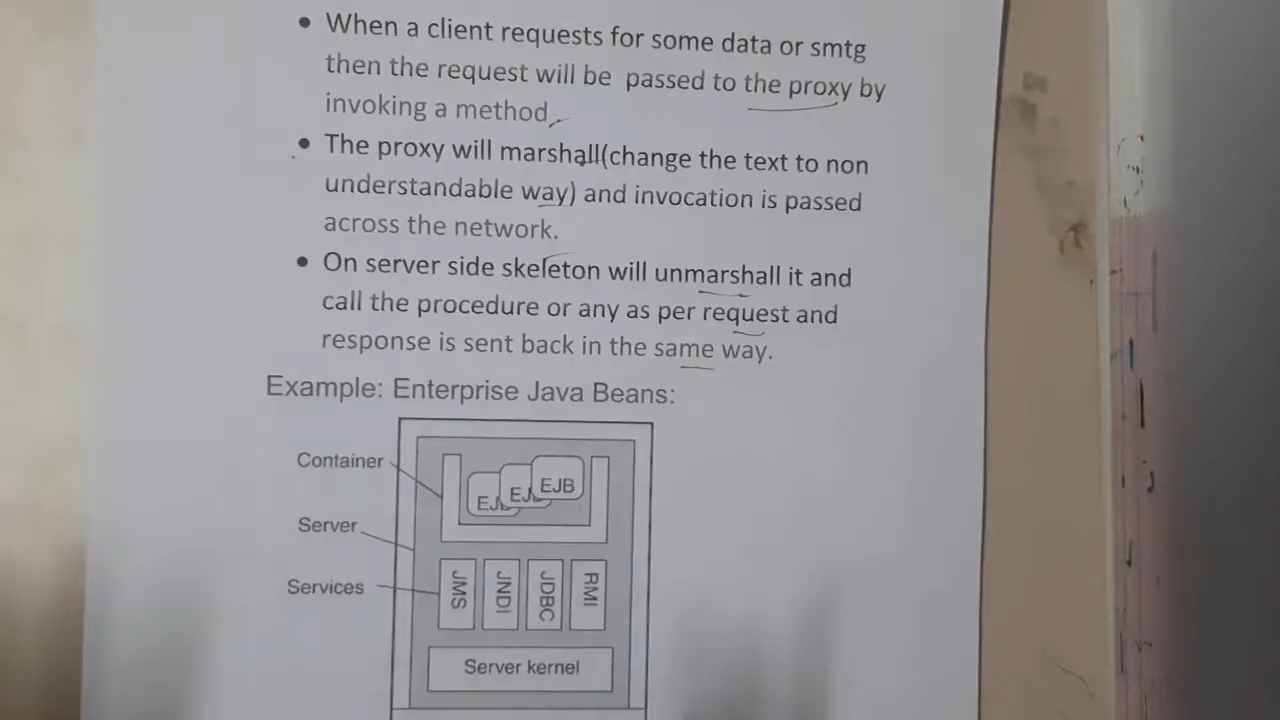 • When a client requests for some data or smtg
then the request will be passed to the proxy by
invoking a method,
• The proxy will marshall(change the text to non
understandable way) and invocation is passed
across the network.
• On server side skeleton will unmarshall it and
call the procedure or any as per request and
response is sent back in the same way.
Example: Enterprise Java Beans:
Container
EJ
EJ
EJB
Server
Services
JMS
JNDI
JDBC
RMI
Server kernel